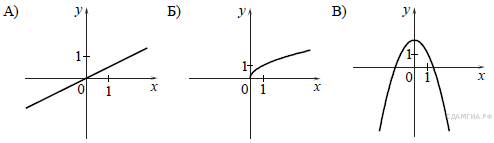 А) y 1 0 1 x
Б) y 1 0 1 x
В) y 1 0 1 x
СДАМГИА.РФ